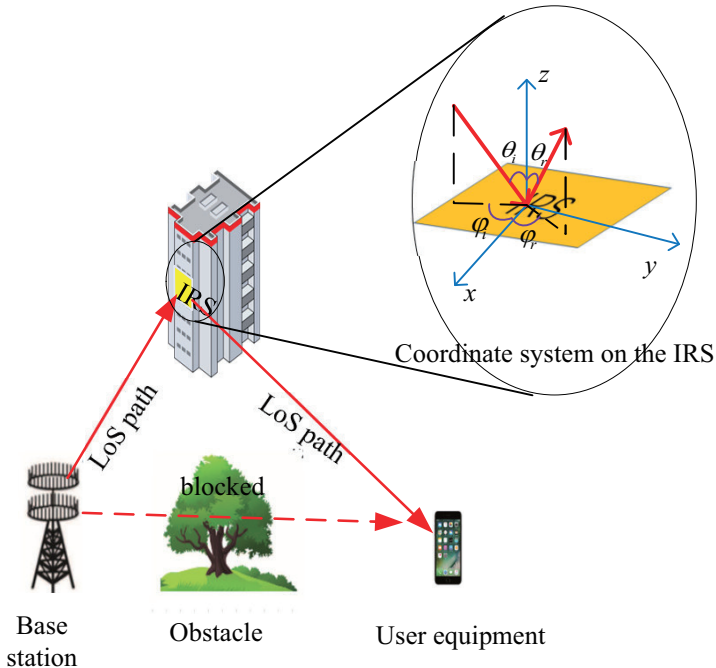 z
θi θr
IRS
φi φr
y
x
IRS
Coordinate system on the IRS
LoS path
LoS path
blocked
Base
station
Obstacle
User equipment